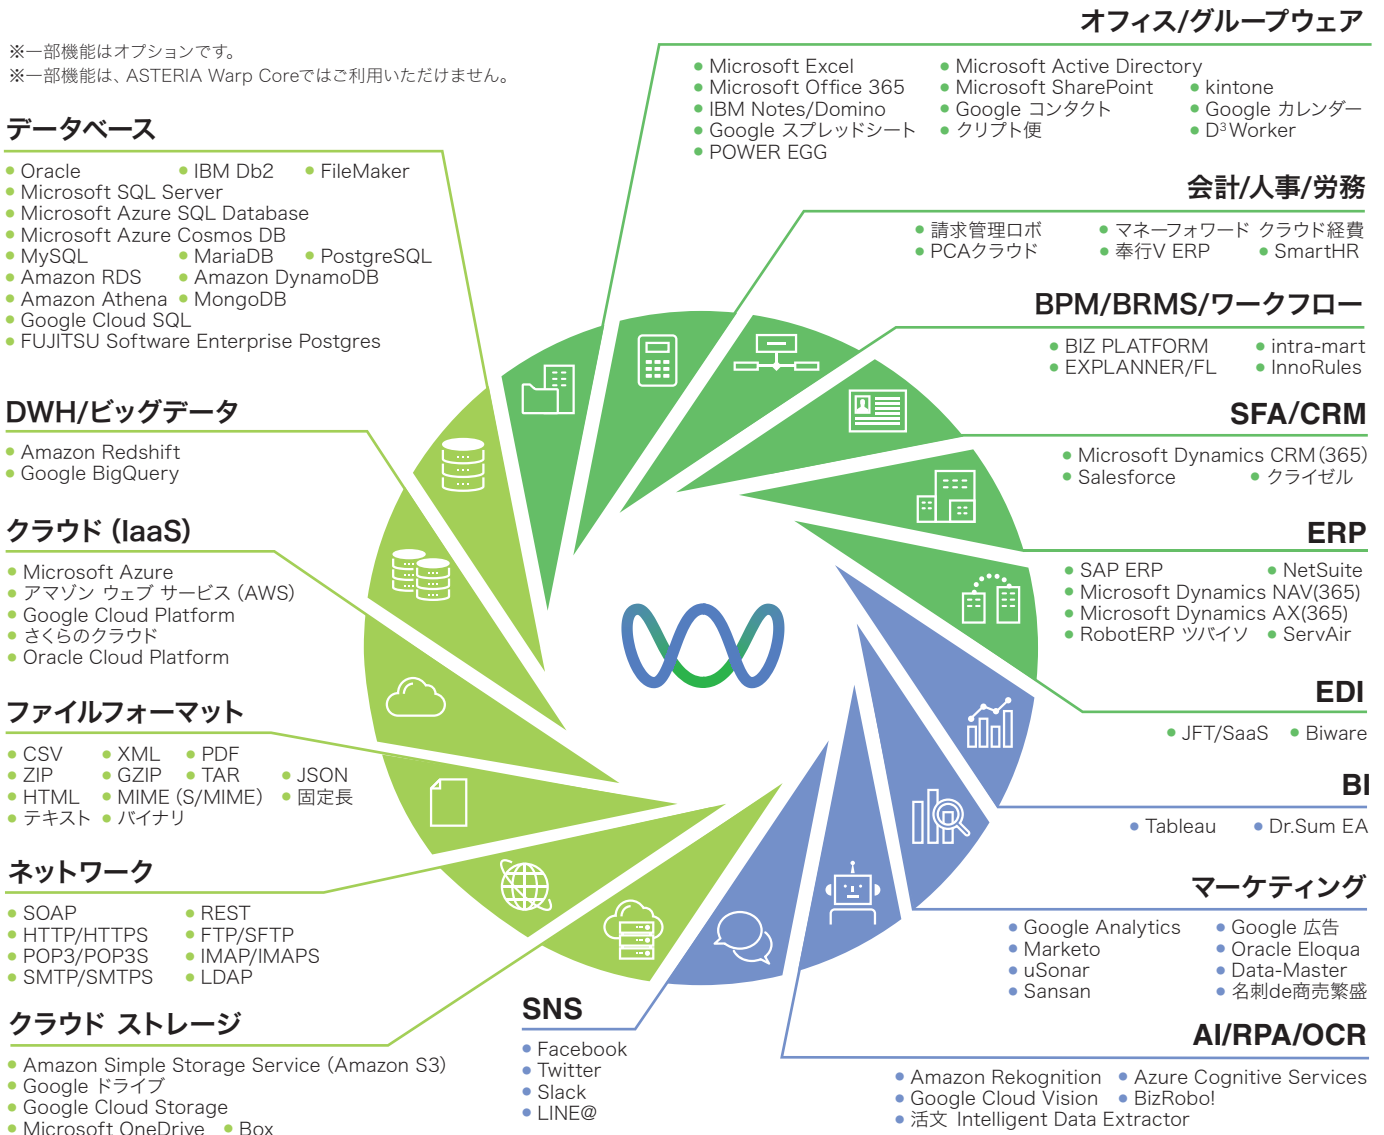 ※一部機能はオプションです。
※一部機能は、ASTERIA Warp Coreではご利用いただけません。
データベース
• Oracle • IBM Db2 • FileMaker
• Microsoft SQL Server
• Microsoft Azure SQL Database
• Microsoft Azure Cosmos DB
• MySQL • MariaDB • PostgreSQL
• Amazon RDS • Amazon DynamoDB
• Amazon Athena • MongoDB
• Google Cloud SQL
• FUJITSU Software Enterprise Postgres
DWH/ビッグデータ
• Amazon Redshift
• Google BigQuery
クラウド (IaaS)
• Microsoft Azure
• アマゾン ウェブ サービス (AWS)
• Google Cloud Platform
• さくらのクラウド
• Oracle Cloud Platform
ファイルフォーマット
• CSV • XML • PDF
• ZIP • GZIP • TAR • JSON
• HTML • MIME (S/MIME) • 固定長
• テキスト • バイナリ
ネットワーク
• SOAP • REST
• HTTP/HTTPS • FTP/SFTP
• POP3/POP3S • IMAP/IMAPS
• SMTP/SMTPS • LDAP
クラウド ストレージ
• Amazon Simple Storage Service (Amazon S3)
• Google ドライブ
• Google Cloud Storage
• Microsoft OneDrive • Box
オフィス/グループウェア
• Microsoft Excel • Microsoft Active Directory
• Microsoft Office 365 • Microsoft SharePoint • kintone
• IBM Notes/Domino • Google コンタクト • Google カレンダー
• Google スプレッドシート • クリプト便 • D³Worker
• POWER EGG
会計/人事/労務
• 請求管理ロボ • マネーフォワード クラウド経費
• PCAクラウド • 奉行V ERP • SmartHR
BPM/BRMS/ワークフロー
• BIZ PLATFORM • intra-mart
• EXPLANNER/FL • InnoRules
SFA/CRM
• Microsoft Dynamics CRM(365)
• Salesforce • クライゼル
ERP
• SAP ERP • NetSuite
• Microsoft Dynamics NAV(365)
• Microsoft Dynamics AX(365)
• RobotERP ツバイソ • ServAir
EDI
• JFT/SaaS • Biware
BI
• Tableau • Dr.Sum EA
マーケティング
• Google Analytics • Google 広告
• Marketo • Oracle Eloqua
• uSonar • Data-Master
• Sansan • 名刺de商売繁盛
AI/RPA/OCR
• Amazon Rekognition • Azure Cognitive Services
• Google Cloud Vision • BizRobo!
• 活文 Intelligent Data Extractor
SNS
• Facebook
• Twitter
• Slack
• LINE@